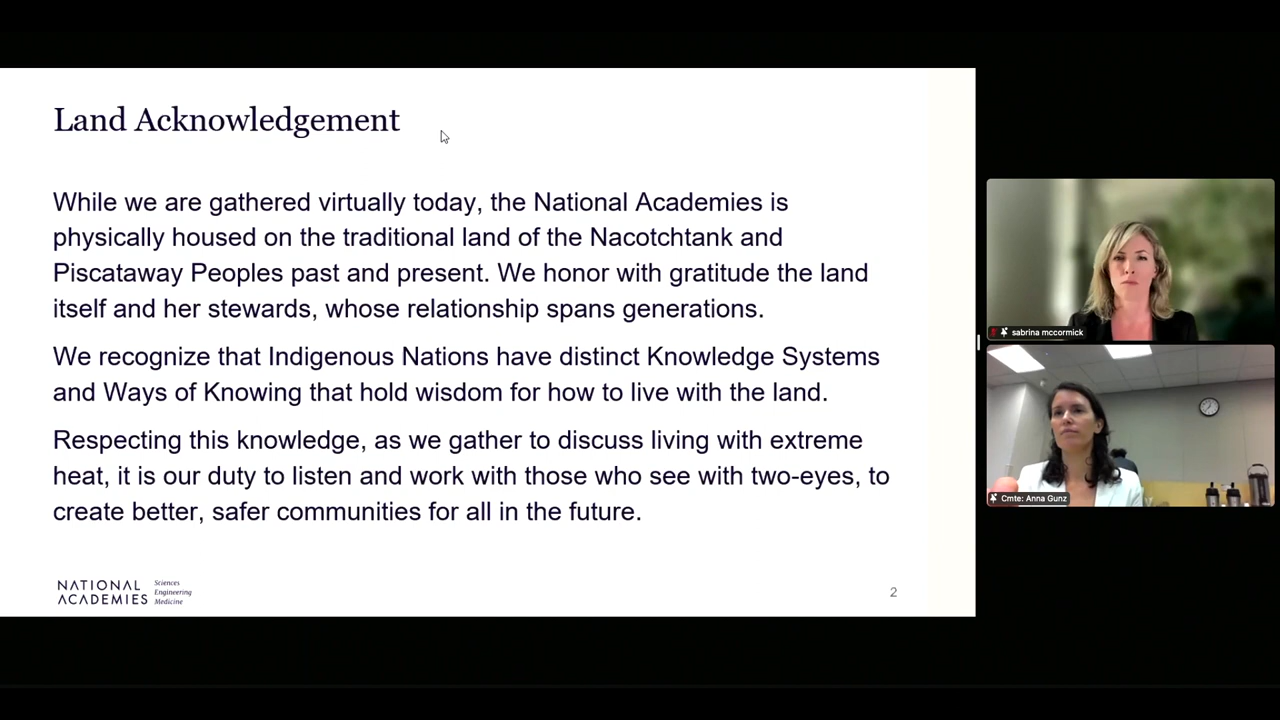 Land Acknowledgement
While we are gathered virtually today, the National Academies is
physically housed on the traditional land of the Nacotchtank and
Piscataway Peoples past and present. We honor with gratitude the land
itself and her stewards, whose relationship spans generations.
We recognize that Indigenous Nations have distinct Knowledge Systems
and Ways of Knowing that hold wisdom for how to live with the land.
Respecting this knowledge, as we gather to discuss living with extreme
heat, it is our duty to listen and work with those who see with two-eyes, to
create better, safer communities for all in the future.
NATIONAL
ACADEMIES
Sciences
Engineering
Medicine
2
sabrina mccormick
Cmte: Anna Gunz